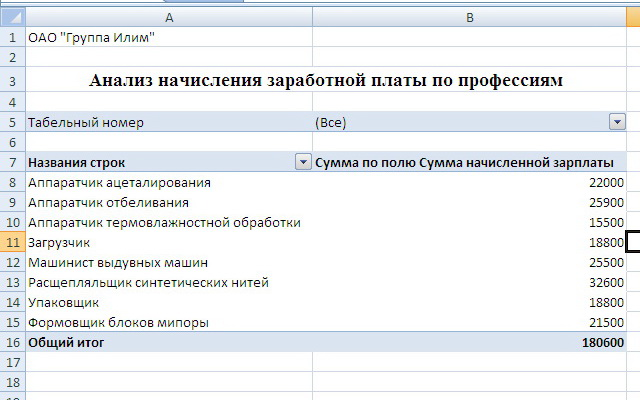 A B
1 ОАО "Группа Илим"
2
3 Анализ начисления заработной платы по профессиям
4
5 Табельный номер (Все)
6
7 Названия строк Сумма по полю Сумма начисленной зарплаты
8 Аппаратчик ацеталирования 22000
9 Аппаратчик отбеливания 25900
10 Аппаратчик термовлажностной обработки 15500
11 Загрузчик 18800
12 Машинист выдувных машин 25500
13 Расщепляльщик синтетических нитей 32600
14 Упаковщик 18800
15 Формовщик блоков мипоры 21500
16 Общий итог 180600
17
18